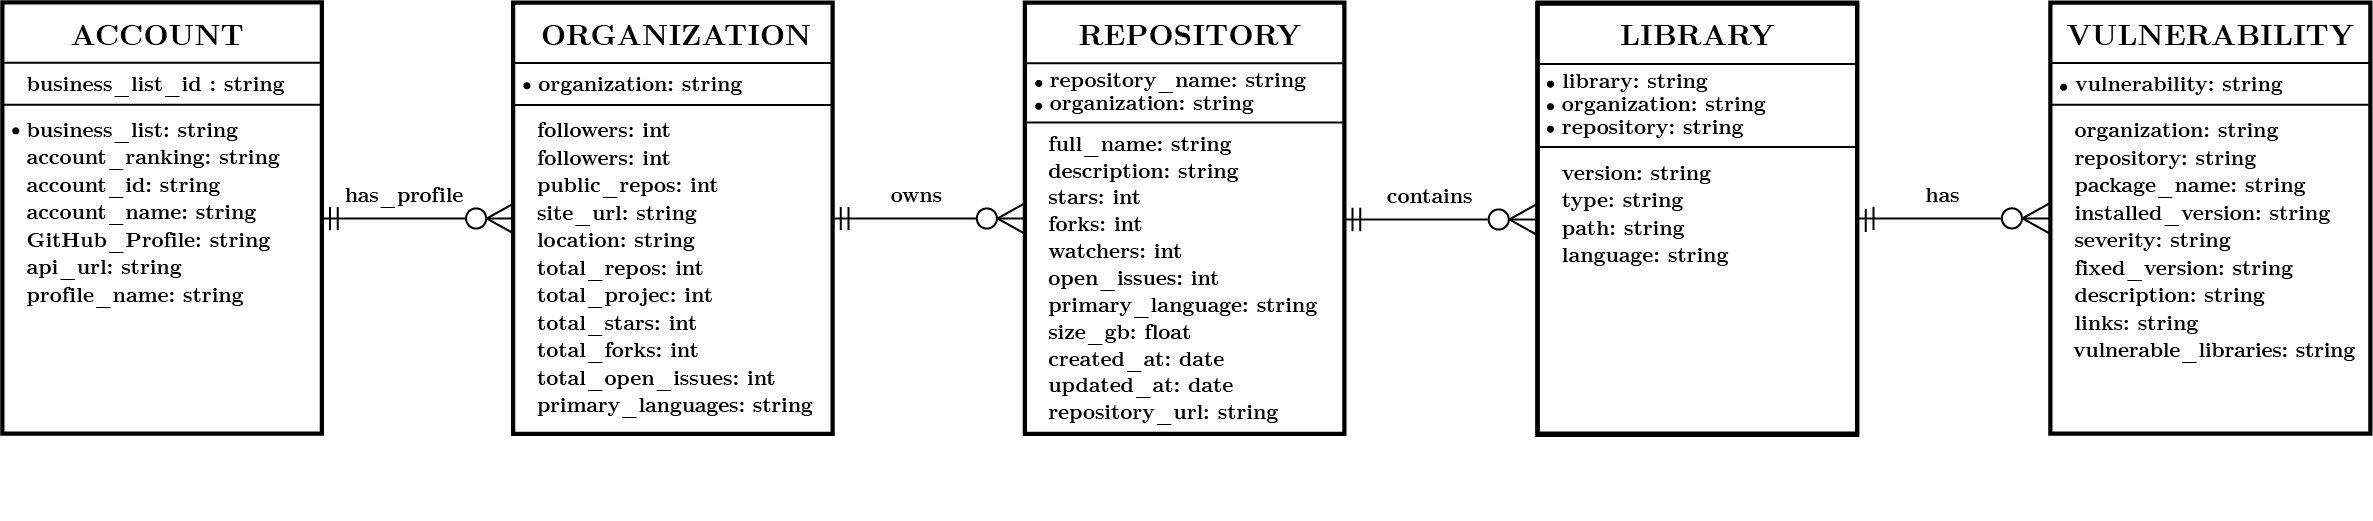 ACCOUNT
business_list_id : string
• business_list: string
account_ranking: string
account_id: string
account_name: string
GitHub_Profile: string
api_url: string
profile_name: string
has_profile
ORGANIZATION
• organization: string
followers: int
followers: int
public_repos: int
site_url: string
location: string
total_repos: int
total_projec: int
total_stars: int
total_forks: int
total_open_issues: int
primary_languages: string
owns
REPOSITORY
• repository_name: string
• organization: string
full_name: string
description: string
stars: int
forks: int
watchers: int
open_issues: int
primary_language: string
size_gb: float
created_at: date
updated_at: date
repository_url: string
contains
LIBRARY
• library: string
• organization: string
• repository: string
version: string
type: string
path: string
language: string
has
VULNERABILITY
• vulnerability: string
organization: string
repository: string
package_name: string
installed_version: string
severity: string
fixed_version: string
description: string
links: string
vulnerable_libraries: string